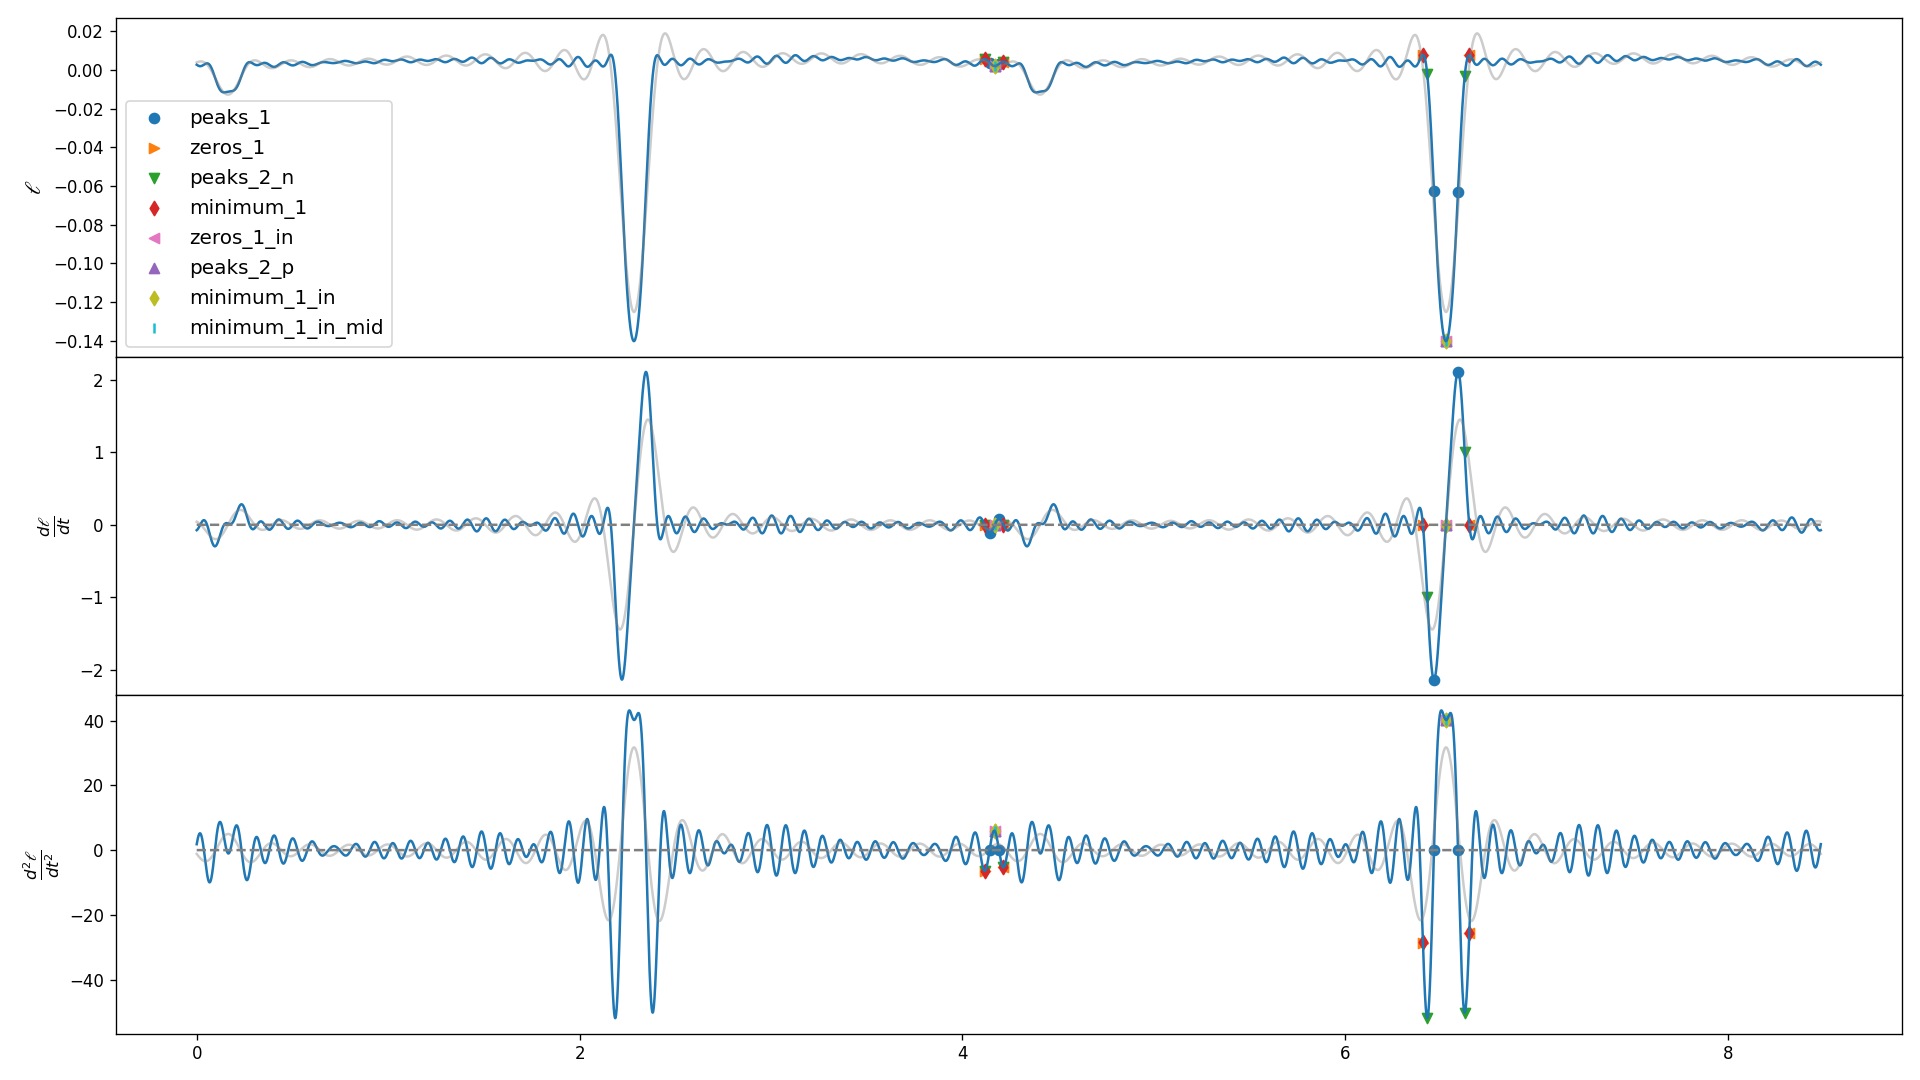 0.02
0.00
−0.02
−0.04
−0.06
−0.08
−0.10
−0.12
−0.14
ℓ
peaks_1
zeros_1
peaks_2_n
minimum_1
zeros_1_in
peaks_2_p
minimum_1_in
minimum_1_in_mid
2
1
0
−1
−2
dℓ
dt
40
20
0
−20
−40
d²ℓ
dt²
0 2 4 6 8